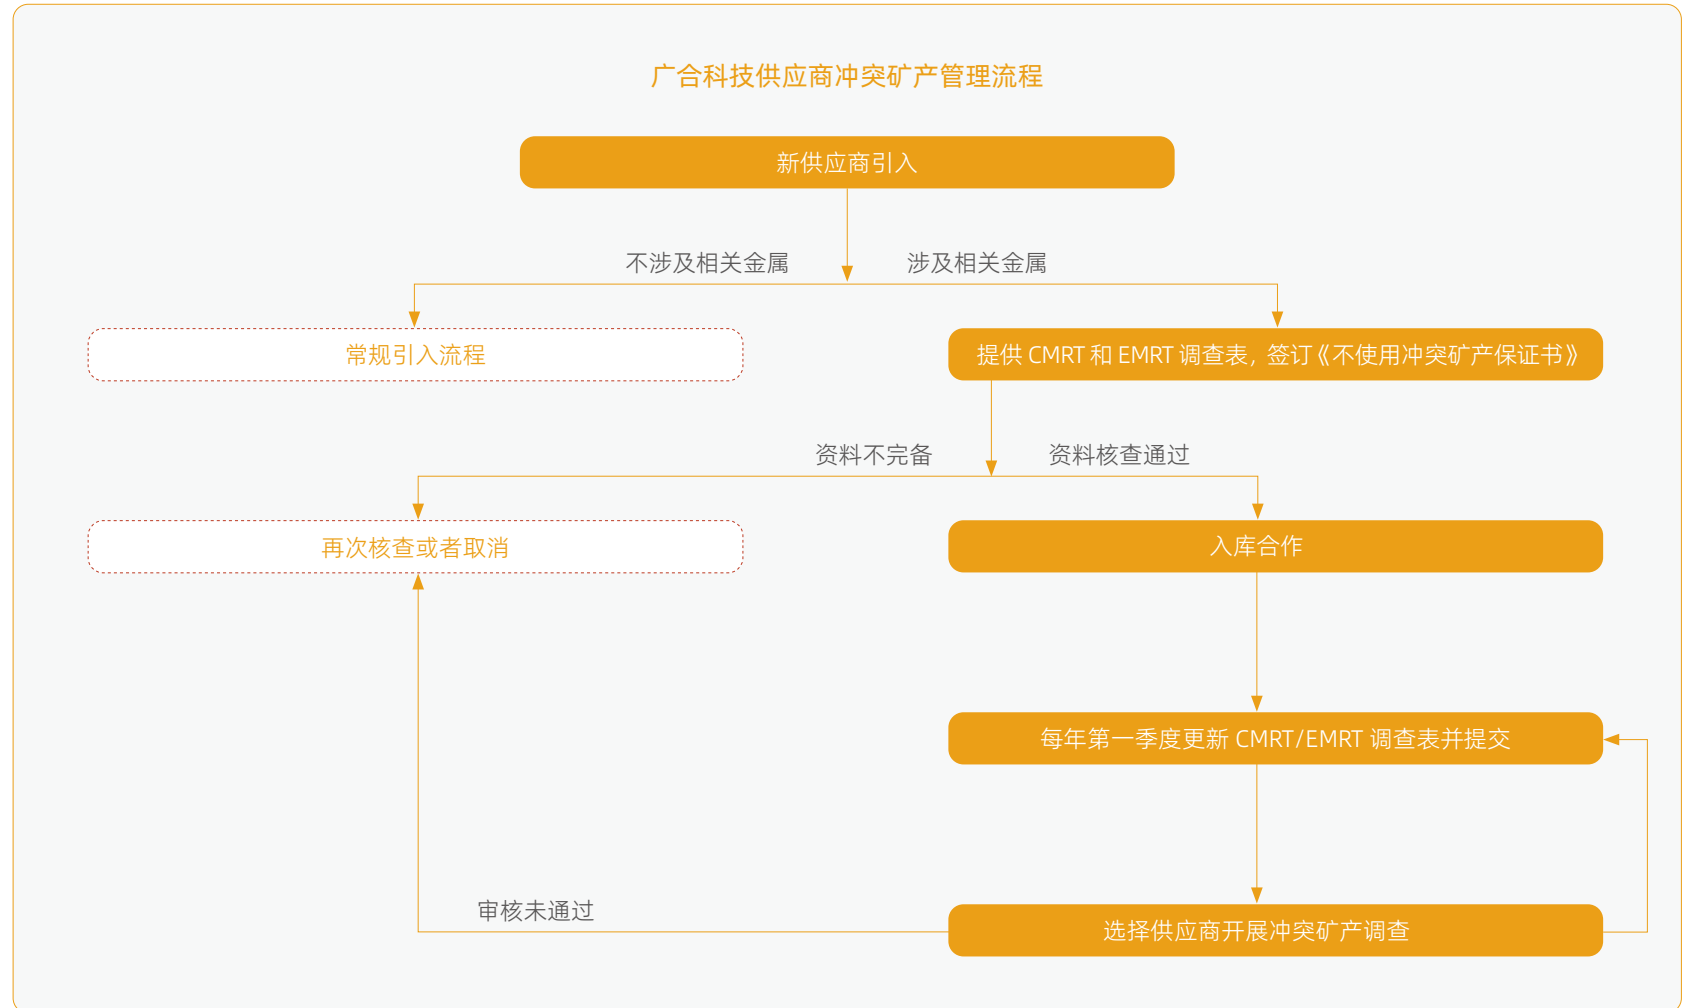 广合科技供应商冲突矿产管理流程
新供应商引入
不涉及相关金属
涉及相关金属
常规引入流程
提供 CMRT 和 EMRT 调查表，签订《不使用冲突矿产保证书》
资料不完备
资料核查通过
再次核查或者取消
入库合作
每年第一季度更新 CMRT/EMRT 调查表并提交
审核未通过
选择供应商开展冲突矿产调查